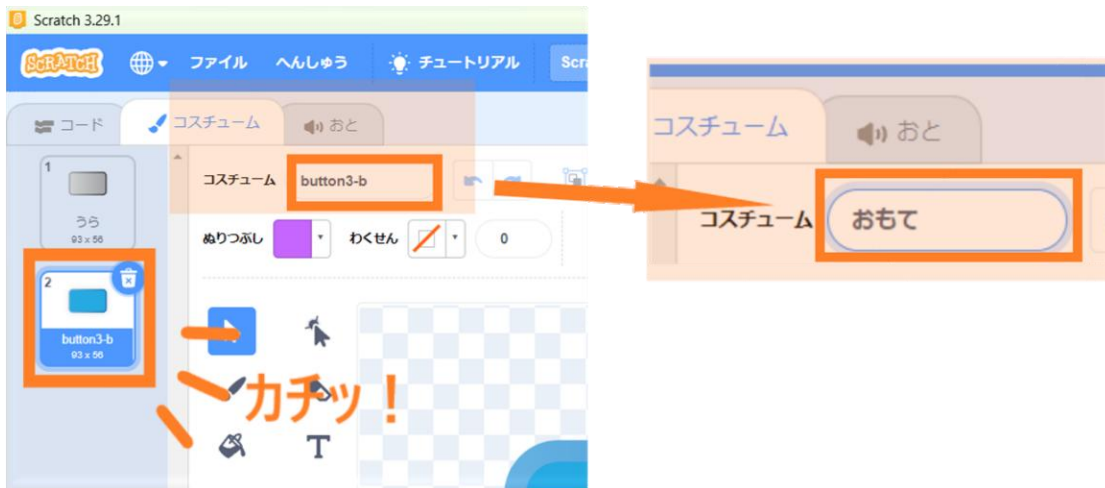 Scratch 3.29.1
SCRATCH ファイル へんしゅう チュートリアル Scr
コード コスチューム おと
1
うら
93 x 56
2
button3-b
93 x 56
コスチューム button3-b
ぬりつぶし わくせん 0
T
カチッ！
コスチューム おと
コスチューム おもて